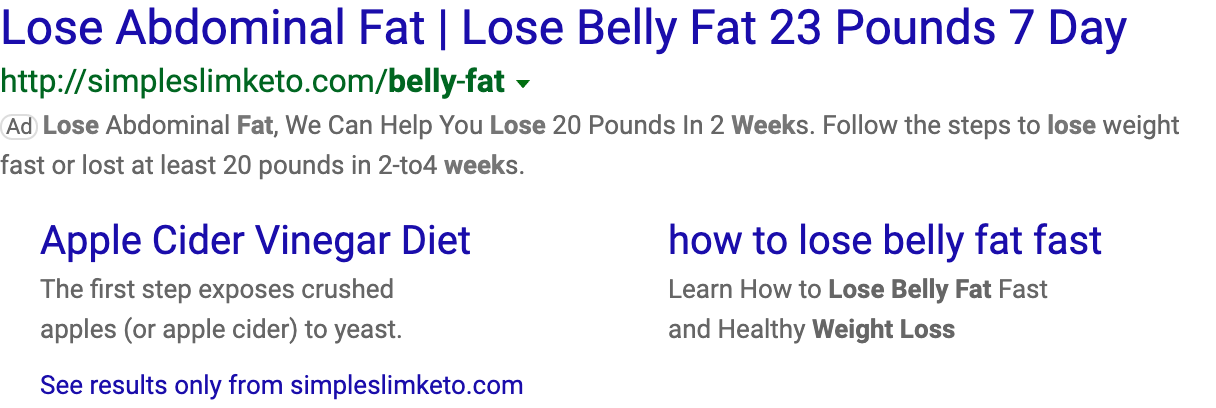 Lose Abdominal Fat | Lose Belly Fat 23 Pounds 7 Day
http://simpleslimketo.com/belly-fat
Ad Lose Abdominal Fat, We Can Help You Lose 20 Pounds In 2 Weeks. Follow the steps to lose weight
fast or lost at least 20 pounds in 2-to4 weeks.
Apple Cider Vinegar Diet
The first step exposes crushed
apples (or apple cider) to yeast.
how to lose belly fat fast
Learn How to Lose Belly Fat Fast
and Healthy Weight Loss
See results only from simpleslimketo.com